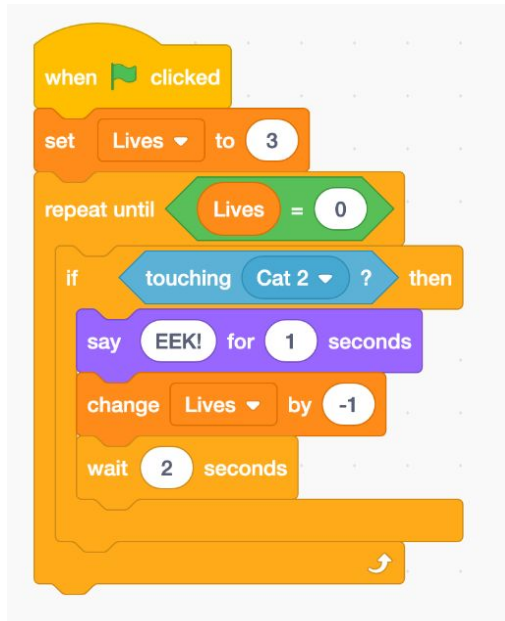 when clicked
set Lives to 3
repeat until Lives = 0
if touching Cat 2 ? then
say EEK! for 1 seconds
change Lives by -1
wait 2 seconds